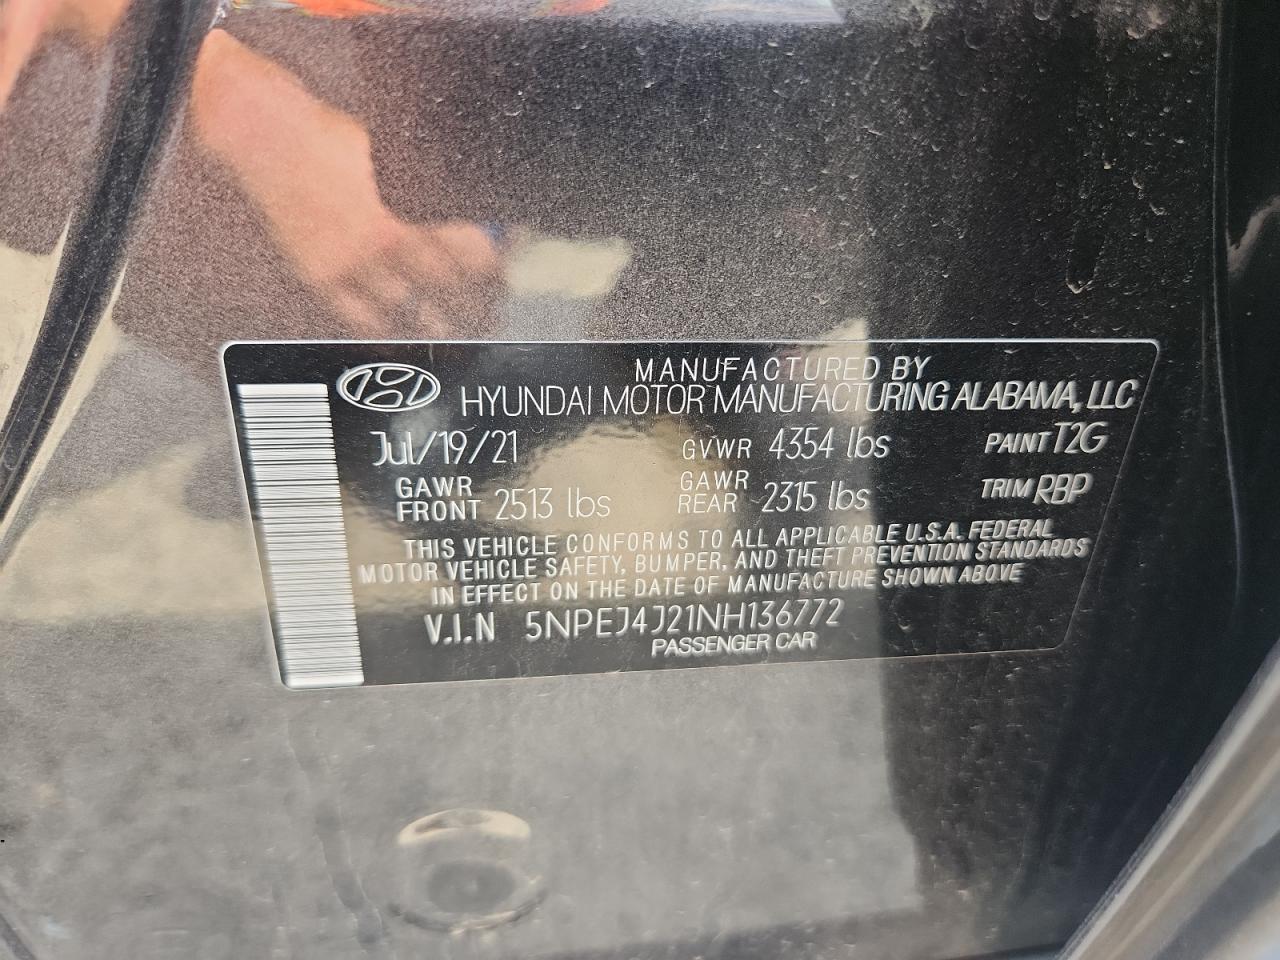 MANUFACTURED BY
HYUNDAI MOTOR MANUFACTURING ALABAMA, LLC
Jul/19/21 GVWR 4354 lbs PAINT T2G
GAWR FRONT 2513 lbs GAWR REAR 2315 lbs TRIM RBP
THIS VEHICLE CONFORMS TO ALL APPLICABLE U.S.A. FEDERAL
MOTOR VEHICLE SAFETY, BUMPER, AND THEFT PREVENTION STANDARDS
IN EFFECT ON THE DATE OF MANUFACTURE SHOWN ABOVE
V.I.N 5NPEJ4J21NH136772
PASSENGER CAR